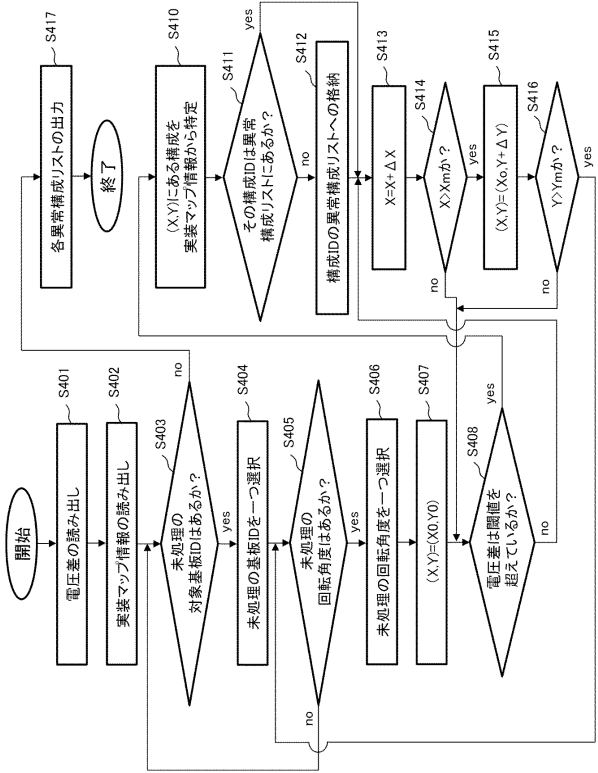 開始
S401
電圧差の読み出し
S402
実装マップ情報の読み出し
S403
未処理の
対象基板IDはあるか？
no
yes
S404
未処理の基板IDを一つ選択
S405
未処理の
回転角度はあるか？
no
yes
S406
未処理の回転角度を一つ選択
S407
(X,Y)=(X0,Y0)
S408
電圧差は閾値を
超えているか？
yes
no
S417
各異常構成リストの出力
終了
S410
(X,Y)にある構成を
実装マップ情報から特定
S411
その構成IDは異常
構成リストにあるか？
yes
no
S412
構成IDの異常構成リストへの格納
S413
X=X+ΔX
S414
X>Xmか？
no
yes
S415
(X,Y)=(Xo,Y+ΔY)
S416
Y>Ymか？
no
yes